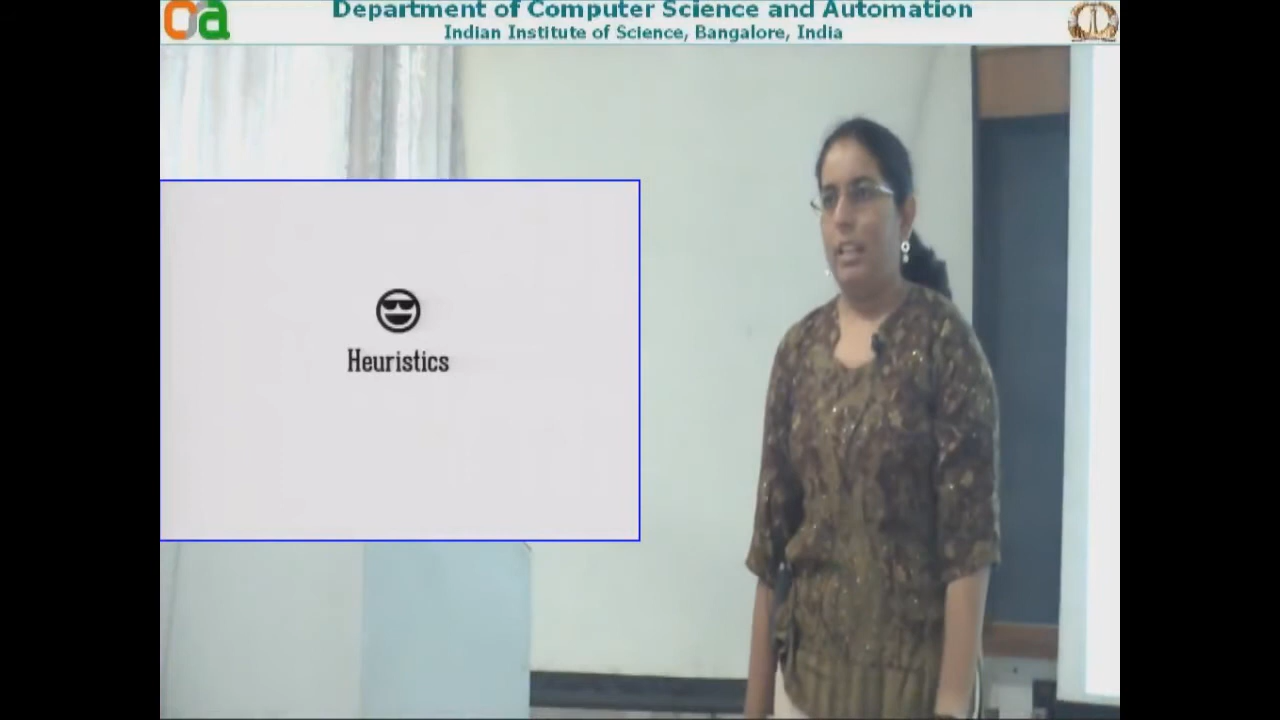 Department of Computer Science and Automation
Indian Institute of Science, Bangalore, India
Heuristics